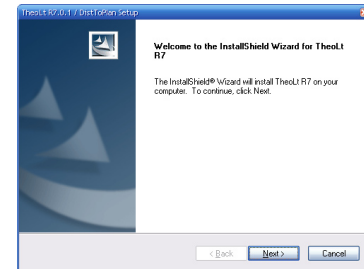 TheoLt R7.0.1 / DistToPlan Setup
Welcome to the InstallShield Wizard for TheoLt
R7
The InstallShield® Wizard will install TheoLt R7 on your
computer. To continue, click Next.
< Back
Next >
Cancel